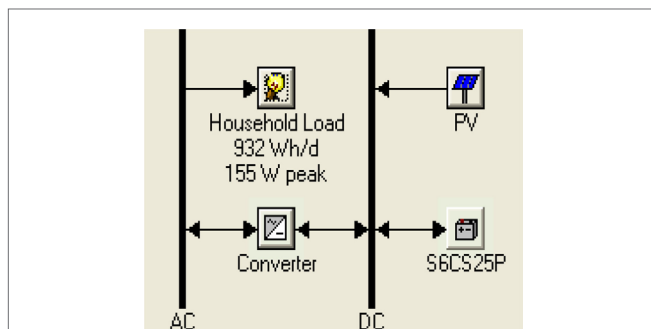 Household Load
932 Wh/d
155 W peak
PV
Converter
S6CS25P
AC
DC